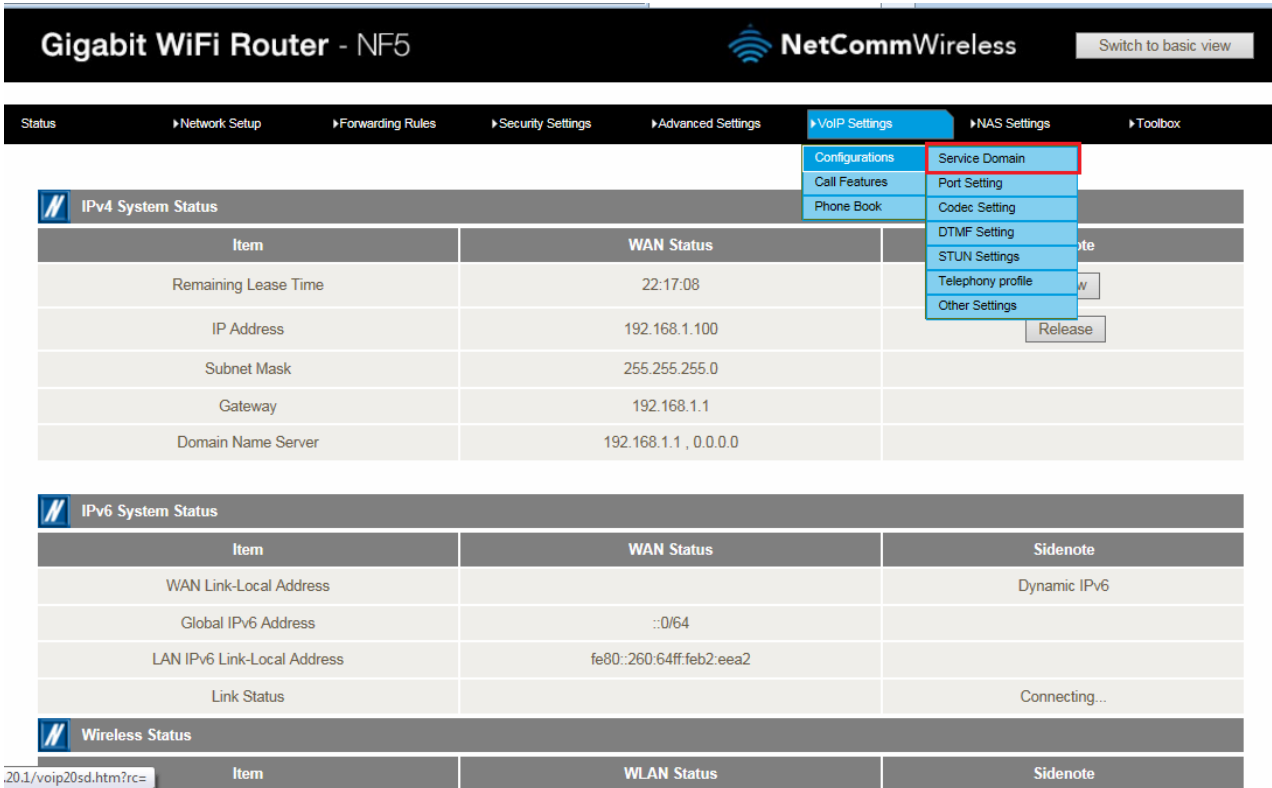 Gigabit WiFi Router - NF5
NetCommWireless
Switch to basic view
Status
Network Setup
Forwarding Rules
Security Settings
Advanced Settings
VoIP Settings
NAS Settings
Toolbox
Configurations
Call Features
Phone Book
Service Domain
Port Setting
Codec Setting
DTMF Setting
STUN Settings
Telephony profile
Other Settings
IPv4 System Status
Item WAN Status
Remaining Lease Time 22:17:08
IP Address 192.168.1.100 Release
Subnet Mask 255.255.255.0
Gateway 192.168.1.1
Domain Name Server 192.168.1.1 , 0.0.0.0
IPv6 System Status
Item WAN Status Sidenote
WAN Link-Local Address Dynamic IPv6
Global IPv6 Address ::0/64
LAN IPv6 Link-Local Address fe80::260:64ff:feb2:eea2
Link Status Connecting...
Wireless Status
Item WLAN Status Sidenote
.20.1/voip20sd.htm?rc=